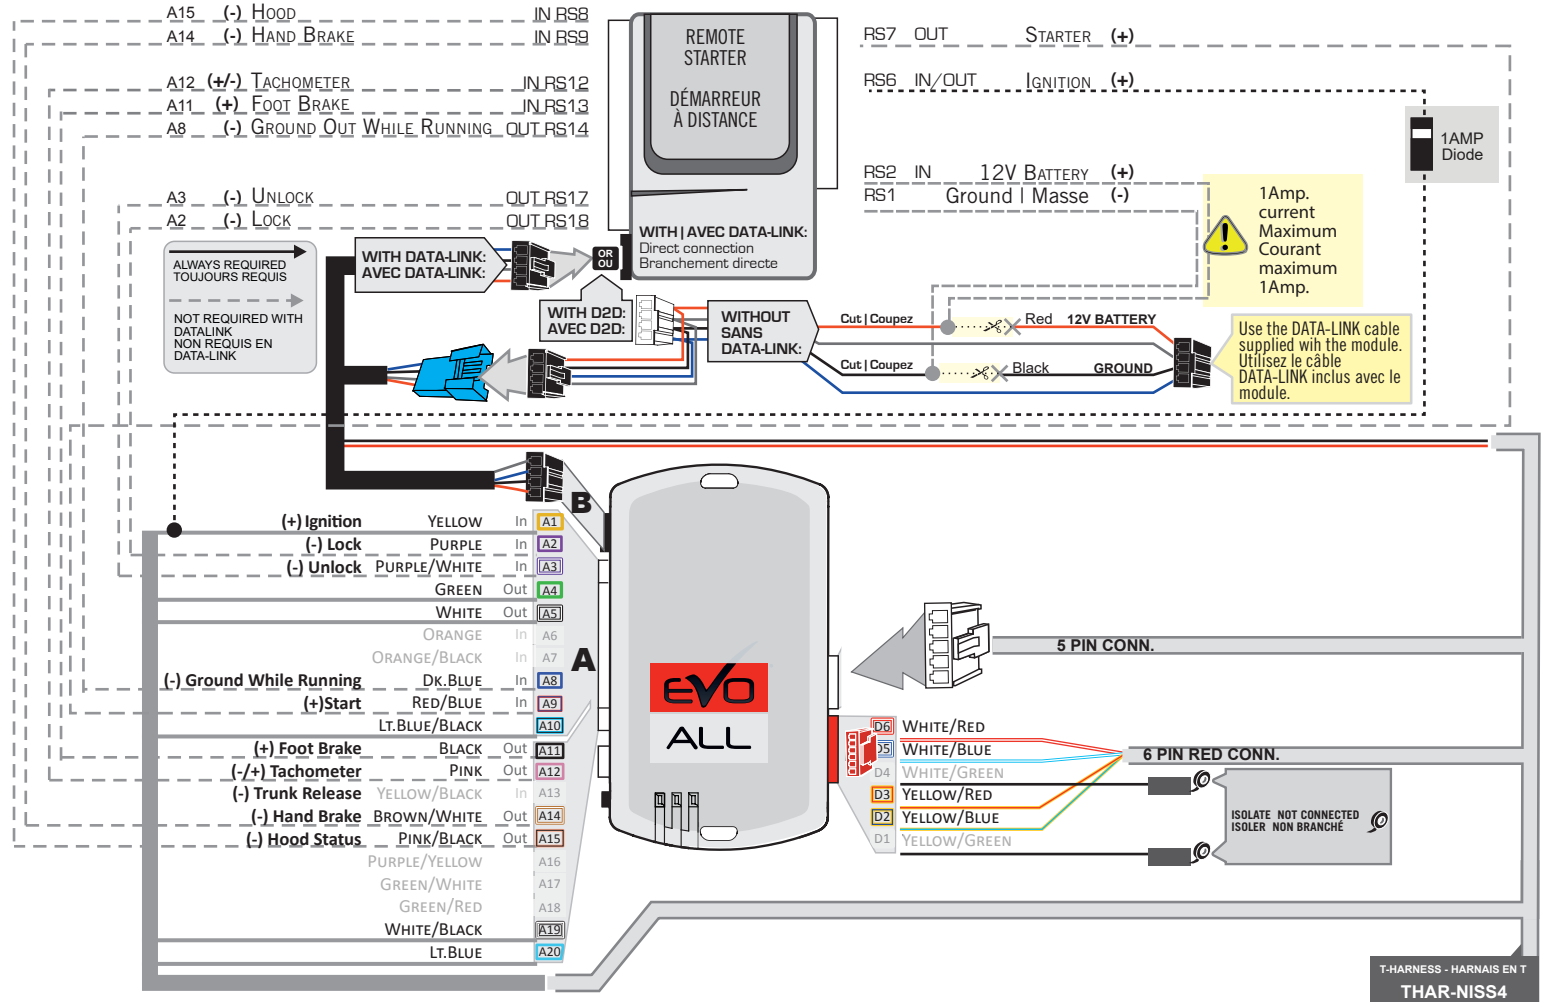 A15 (-) HOOD IN RS8
A14 (-) HAND BRAKE IN RS9
A12 (+/-) TACHOMETER IN RS12
A11 (+) FOOT BRAKE IN RS13
A8 (-) GROUND OUT WHILE RUNNING OUT RS14
A3 (-) UNLOCK OUT RS17
A2 (-) LOCK OUT RS18
REMOTE
STARTER
DÉMARREUR
À DISTANCE
WITH | AVEC DATA-LINK:
Direct connection
Branchement directe
RS7 OUT STARTER (+)
RS6 IN/OUT IGNITION (+)
RS2 IN 12V BATTERY (+)
RS1 Ground | Masse (-)
1AMP
Diode
1Amp.
current
Maximum
Courant
maximum
1Amp.
ALWAYS REQUIRED
TOUJOURS REQUIS
NOT REQUIRED WITH
DATALINK
NON REQUIS EN
DATA-LINK
WITH DATA-LINK:
AVEC DATA-LINK:
OR
OU
WITH D2D:
AVEC D2D:
WITHOUT
SANS
DATA-LINK:
Cut | Coupez Red 12V BATTERY
Cut | Coupez Black GROUND
Use the DATA-LINK cable
supplied wih the module.
Utilisez le câble
DATA-LINK inclus avec le
module.
B
A
(+) Ignition YELLOW In A1
(-) Lock PURPLE In A2
(-) Unlock PURPLE/WHITE In A3
GREEN Out A4
WHITE Out A5
ORANGE In A6
ORANGE/BLACK In A7
(-) Ground While Running DK.BLUE In A8
(+)Start RED/BLUE In A9
LT.BLUE/BLACK A10
(+) Foot Brake BLACK Out A11
(-/+) Tachometer PINK Out A12
(-) Trunk Release YELLOW/BLACK In A13
(-) Hand Brake BROWN/WHITE Out A14
(-) Hood Status PINK/BLACK Out A15
PURPLE/YELLOW A16
GREEN/WHITE A17
GREEN/RED A18
WHITE/BLACK A19
LT.BLUE A20
EVO
ALL
5 PIN CONN.
D6 WHITE/RED
D5 WHITE/BLUE
D4 WHITE/GREEN
D3 YELLOW/RED
D2 YELLOW/BLUE
D1 YELLOW/GREEN
6 PIN RED CONN.
ISOLATE NOT CONNECTED
ISOLER NON BRANCHÉ
T-HARNESS - HARNAIS EN T
THAR-NISS4